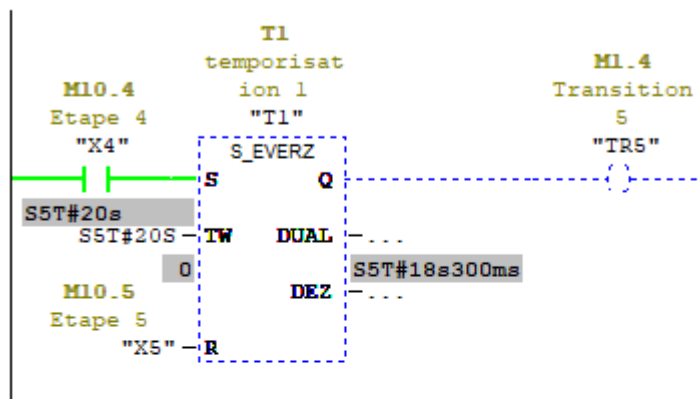 T1
temporisat
ion 1
"T1"
M10.4
Etape 4
"X4"
M1.4
Transition
5
"TR5"
S_EVERZ
S Q
S5T#20s
S5T#20S TW DUAL ...
0 S5T#18s300ms
M10.5
DEZ ...
Etape 5
"X5" R